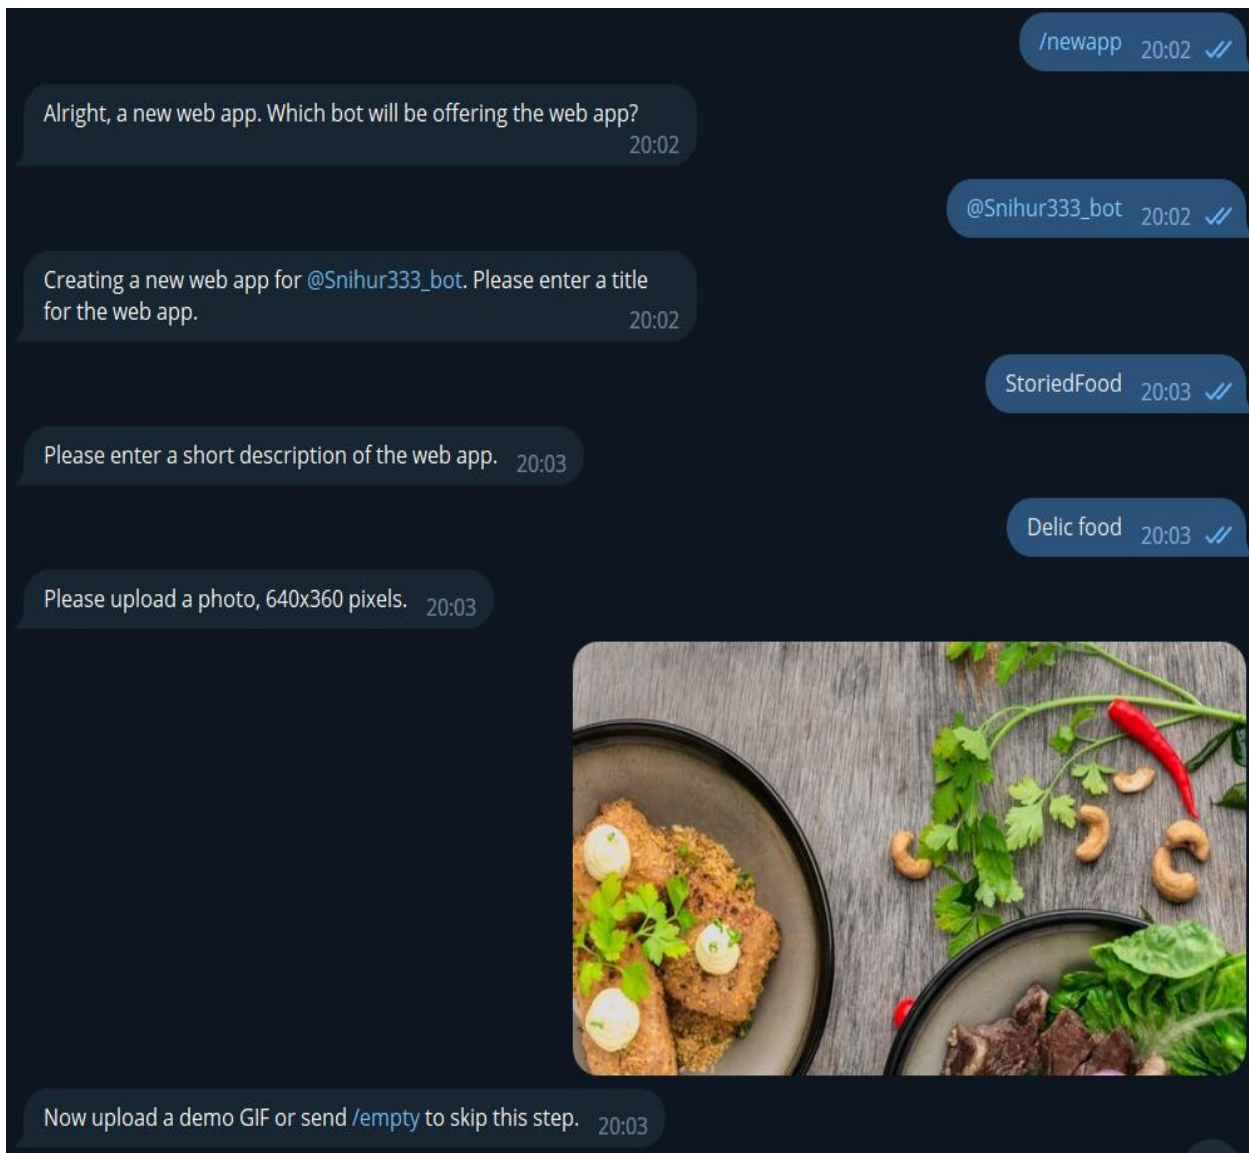 /newapp 20:02
Alright, a new web app. Which bot will be offering the web app?
20:02
@Snihur333_bot 20:02
Creating a new web app for @Snihur333_bot. Please enter a title
for the web app. 20:02
StoriedFood 20:03
Please enter a short description of the web app. 20:03
Delic food 20:03
Please upload a photo, 640x360 pixels. 20:03
Now upload a demo GIF or send /empty to skip this step. 20:03